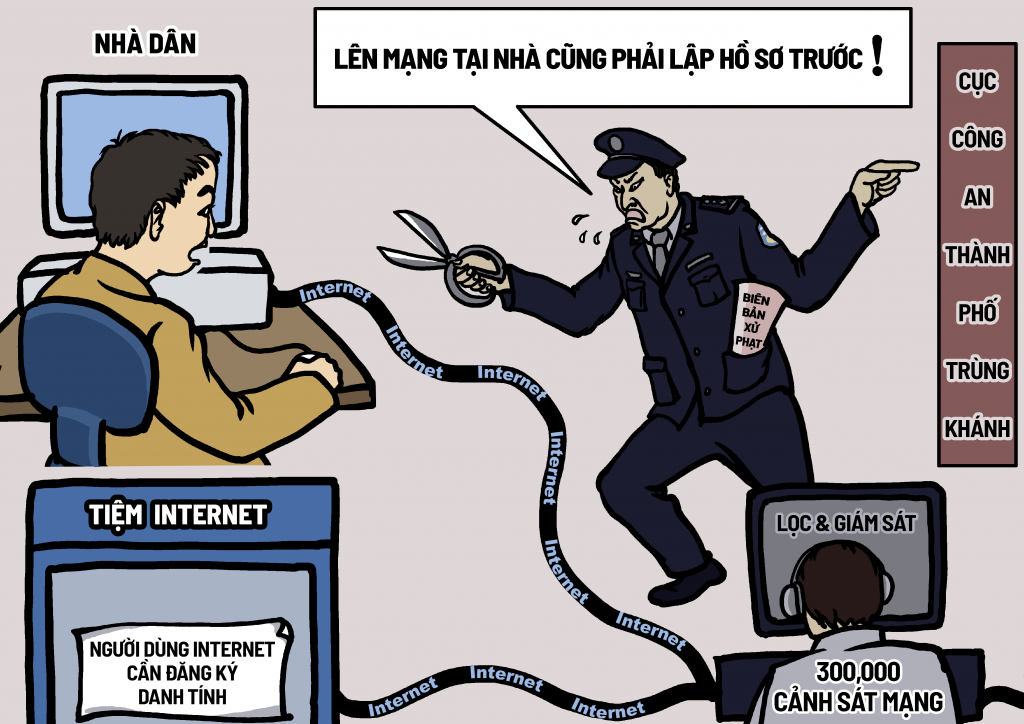 NHÀ DÂN
LÊN MẠNG TẠI NHÀ CŨNG PHẢI LẬP HỒ SƠ TRƯỚC !
CỤC
CÔNG
AN
THÀNH
PHỐ
TRÙNG
KHÁNH
BIÊN
BẢN
XỬ
PHẠT
Internet
Internet
Internet
Internet
Internet
Internet
TIỆM INTERNET
NGƯỜI DÙNG INTERNET
CẦN ĐĂNG KÝ
DANH TÍNH
LỌC & GIÁM SÁT
300,000
CẢNH SÁT MẠNG
Internet
Internet
Internet